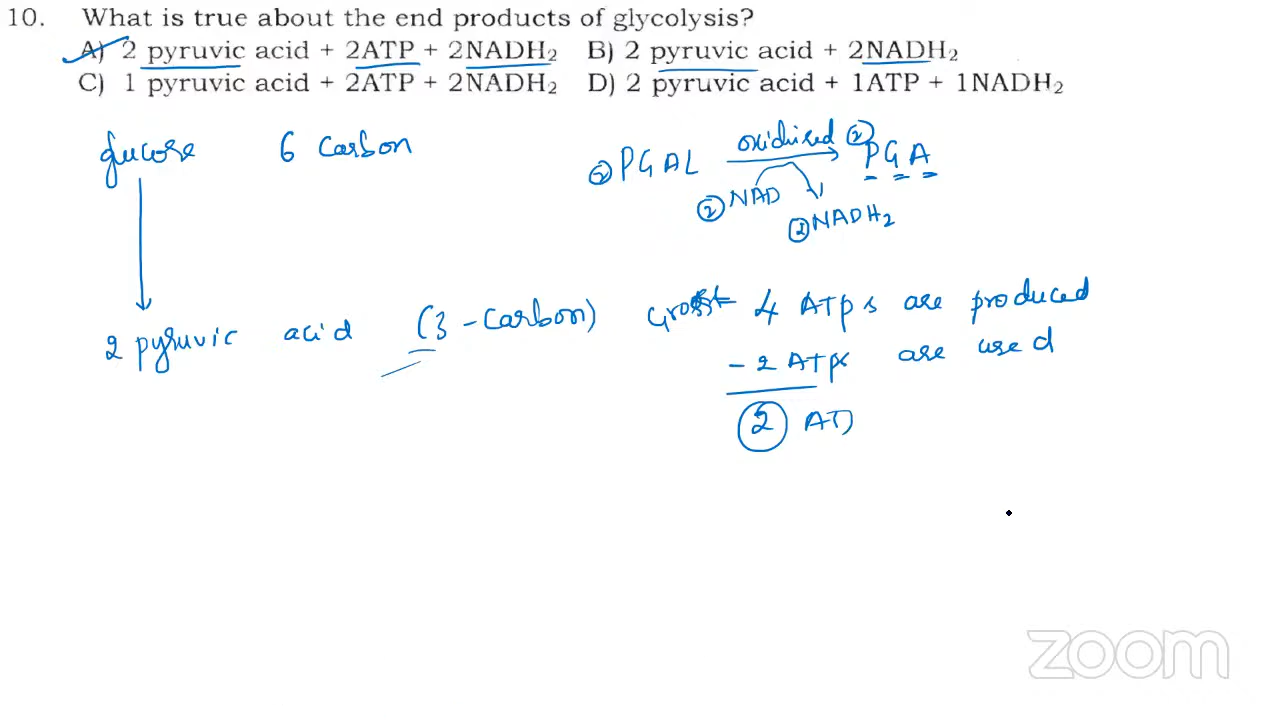 10. What is true about the end products of glycolysis?
A) 2 pyruvic acid + 2ATP + 2NADH₂ B) 2 pyruvic acid + 2NADH₂
C) 1 pyruvic acid + 2ATP + 2NADH₂ D) 2 pyruvic acid + 1ATP + 1NADH₂
glucose 6 carbon
② PGAL oxidised ② PGA
② NAD
② NADH₂
2 pyruvic acid (3-carbon)
4 ATPs are produced
- 2 ATPs are used
② ATP
zoom